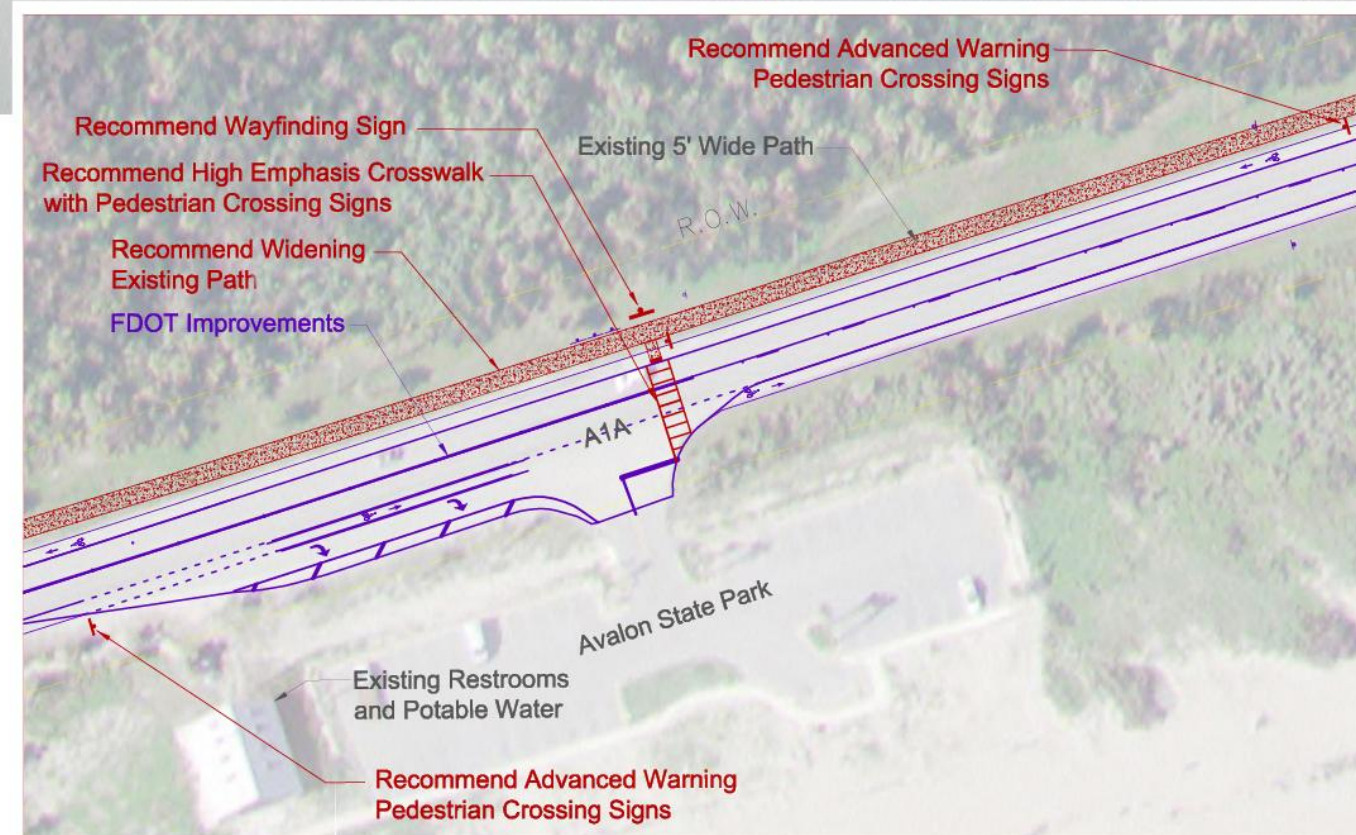 Recommend Advanced Warning
Pedestrian Crossing Signs
Recommend Wayfinding Sign
Existing 5' Wide Path
Recommend High Emphasis Crosswalk
with Pedestrian Crossing Signs
R.O.W.
Recommend Widening
Existing Path
FDOT Improvements
A1A
Avalon State Park
Existing Restrooms
and Potable Water
Recommend Advanced Warning
Pedestrian Crossing Signs